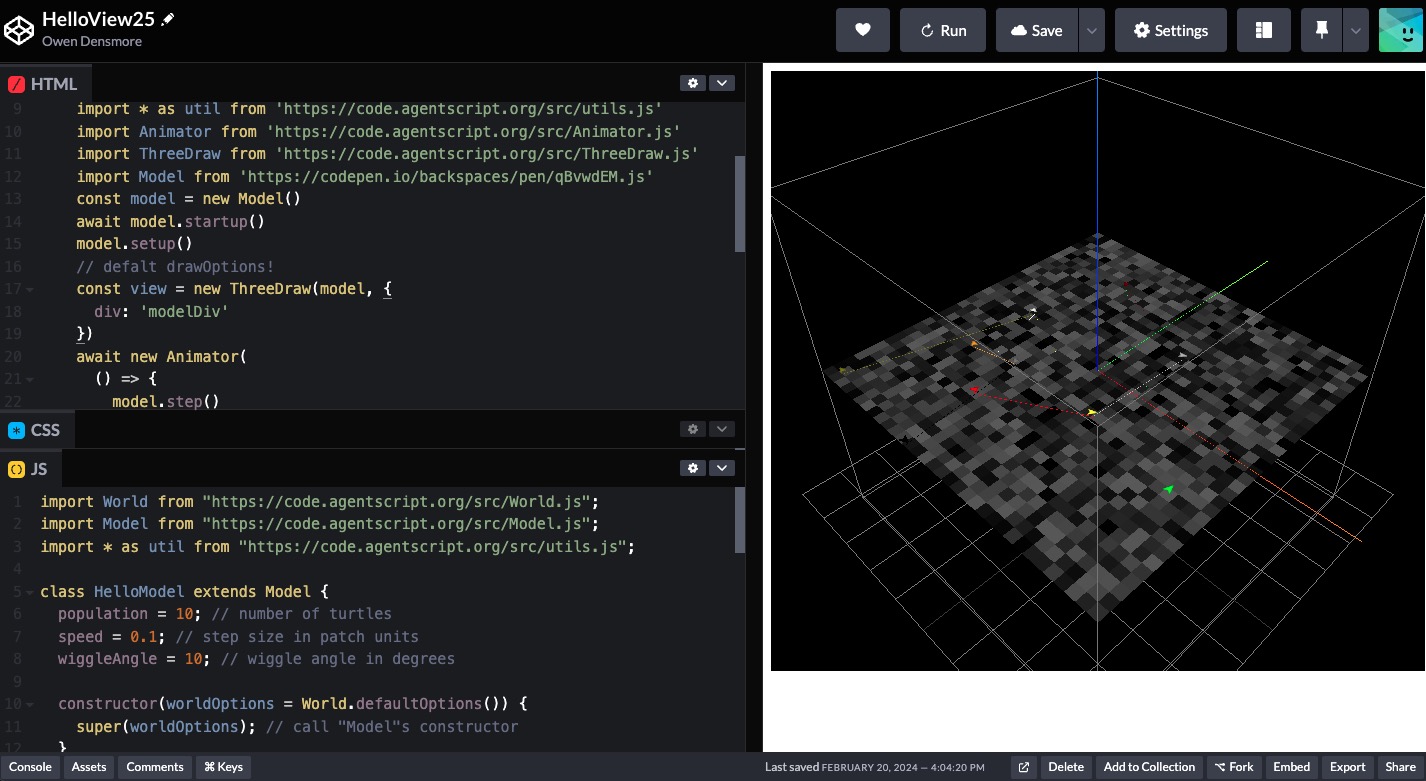 HelloView25
Owen Densmore
Run
Save
Settings
HTML
9 import * as util from 'https://code.agentscript.org/src/utils.js'
10 import Animator from 'https://code.agentscript.org/src/Animator.js'
11 import ThreeDraw from 'https://code.agentscript.org/src/ThreeDraw.js'
12 import Model from 'https://codepen.io/backspaces/pen/qBvwdEM.js'
13 const model = new Model()
14 await model.startup()
15 model.setup()
16 // defalt drawOptions!
17 const view = new ThreeDraw(model, {
18 div: 'modelDiv'
19 })
20 await new Animator(
21 () => {
22 model.step()
CSS
JS
1 import World from "https://code.agentscript.org/src/World.js";
2 import Model from "https://code.agentscript.org/src/Model.js";
3 import * as util from "https://code.agentscript.org/src/utils.js";
4
5 class HelloModel extends Model {
6 population = 10; // number of turtles
7 speed = 0.1; // step size in patch units
8 wiggleAngle = 10; // wiggle angle in degrees
9
10 constructor(worldOptions = World.defaultOptions()) {
11 super(worldOptions); // call "Model"s constructor
12 }
Console
Assets
Comments
⌘ Keys
Last saved FEBRUARY 20, 2024 — 4:04:20 PM
Delete
Add to Collection
⌥ Fork
Embed
Export
Share